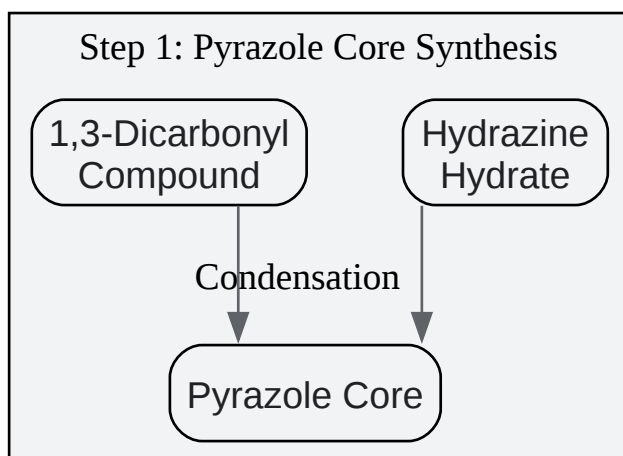 Step 1: Pyrazole Core Synthesis
1,3-Dicarbonyl
Compound
Hydrazine
Hydrate
Condensation
Pyrazole Core